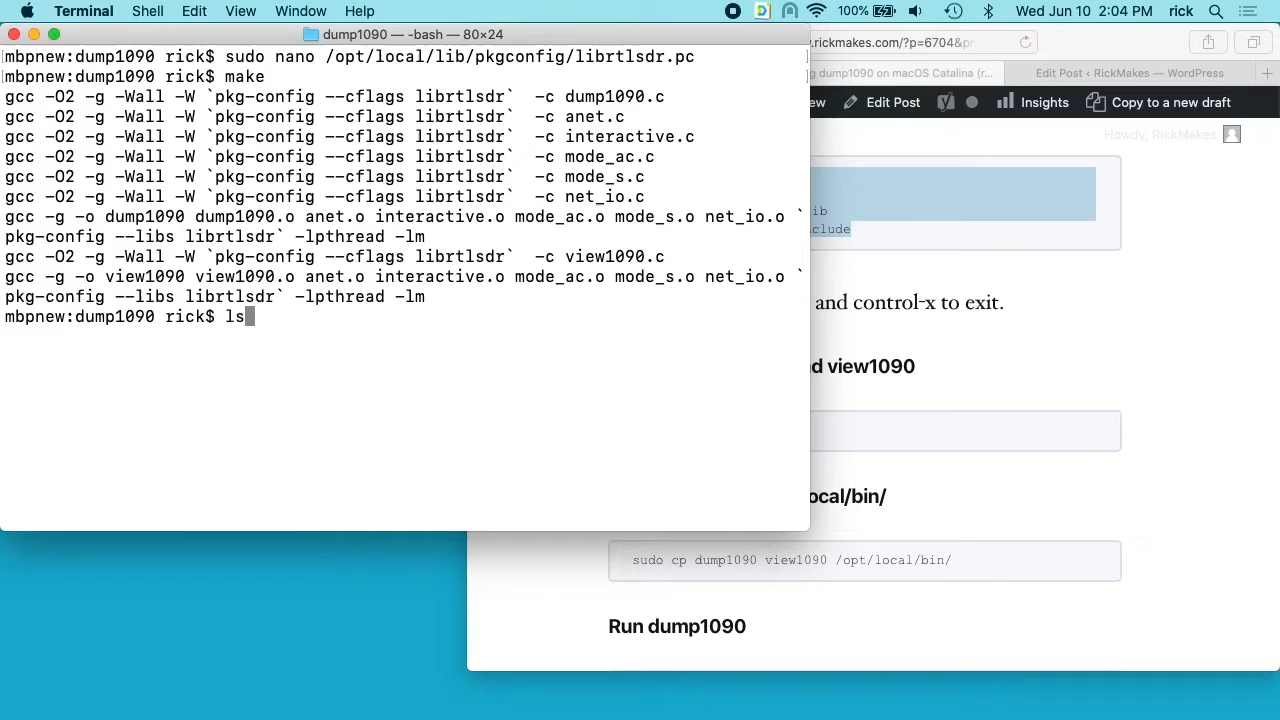 Terminal Shell Edit View Window Help 100% Wed Jun 10 2:04 PM rick
dump1090 — -bash — 80×24
mbpnew:dump1090 rick$ sudo nano /opt/local/lib/pkgconfig/librtlsdr.pc
mbpnew:dump1090 rick$ make
gcc -O2 -g -Wall -W `pkg-config --cflags librtlsdr` -c dump1090.c
gcc -O2 -g -Wall -W `pkg-config --cflags librtlsdr` -c anet.c
gcc -O2 -g -Wall -W `pkg-config --cflags librtlsdr` -c interactive.c
gcc -O2 -g -Wall -W `pkg-config --cflags librtlsdr` -c mode_ac.c
gcc -O2 -g -Wall -W `pkg-config --cflags librtlsdr` -c mode_s.c
gcc -O2 -g -Wall -W `pkg-config --cflags librtlsdr` -c net_io.c
gcc -g -o dump1090 dump1090.o anet.o interactive.o mode_ac.o mode_s.o net_io.o `
pkg-config --libs librtlsdr` -lpthread -lm
gcc -O2 -g -Wall -W `pkg-config --cflags librtlsdr` -c view1090.c
gcc -g -o view1090 view1090.o anet.o interactive.o mode_ac.o mode_s.o net_io.o `
pkg-config --libs librtlsdr` -lpthread -lm
mbpnew:dump1090 rick$ ls
.rickmakes.com/?p=6704&pr
g dump1090 on macOS Catalina (r... Edit Post ‹ RickMakes — WordPress
ew Edit Post Insights Copy to a new draft
Howdy, RickMakes
ib
clude
and control-x to exit.
d view1090
ocal/bin/
sudo cp dump1090 view1090 /opt/local/bin/
Run dump1090